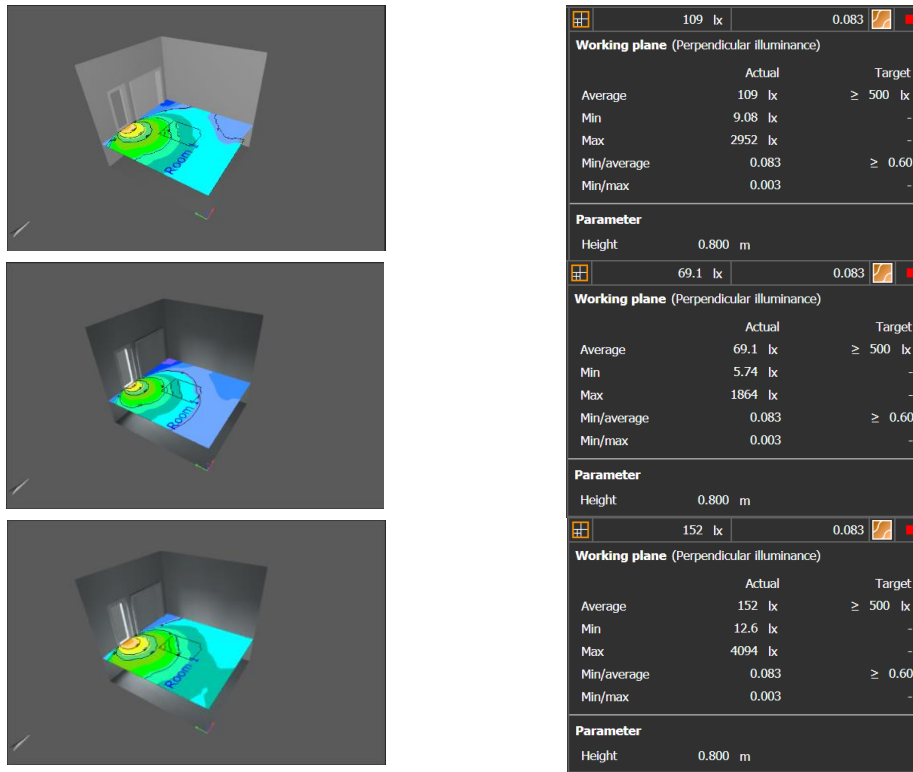 Room 1
109 lx 0.083
Working plane (Perpendicular illuminance)
Actual Target
Average 109 lx ≥ 500 lx
Min 9.08 lx -
Max 2952 lx -
Min/average 0.083 ≥ 0.60
Min/max 0.003 -
Parameter
Height 0.800 m
Room 1
69.1 lx 0.083
Working plane (Perpendicular illuminance)
Actual Target
Average 69.1 lx ≥ 500 lx
Min 5.74 lx -
Max 1864 lx -
Min/average 0.083 ≥ 0.60
Min/max 0.003 -
Parameter
Height 0.800 m
Room 1
152 lx 0.083
Working plane (Perpendicular illuminance)
Actual Target
Average 152 lx ≥ 500 lx
Min 12.6 lx -
Max 4094 lx -
Min/average 0.083 ≥ 0.60
Min/max 0.003 -
Parameter
Height 0.800 m